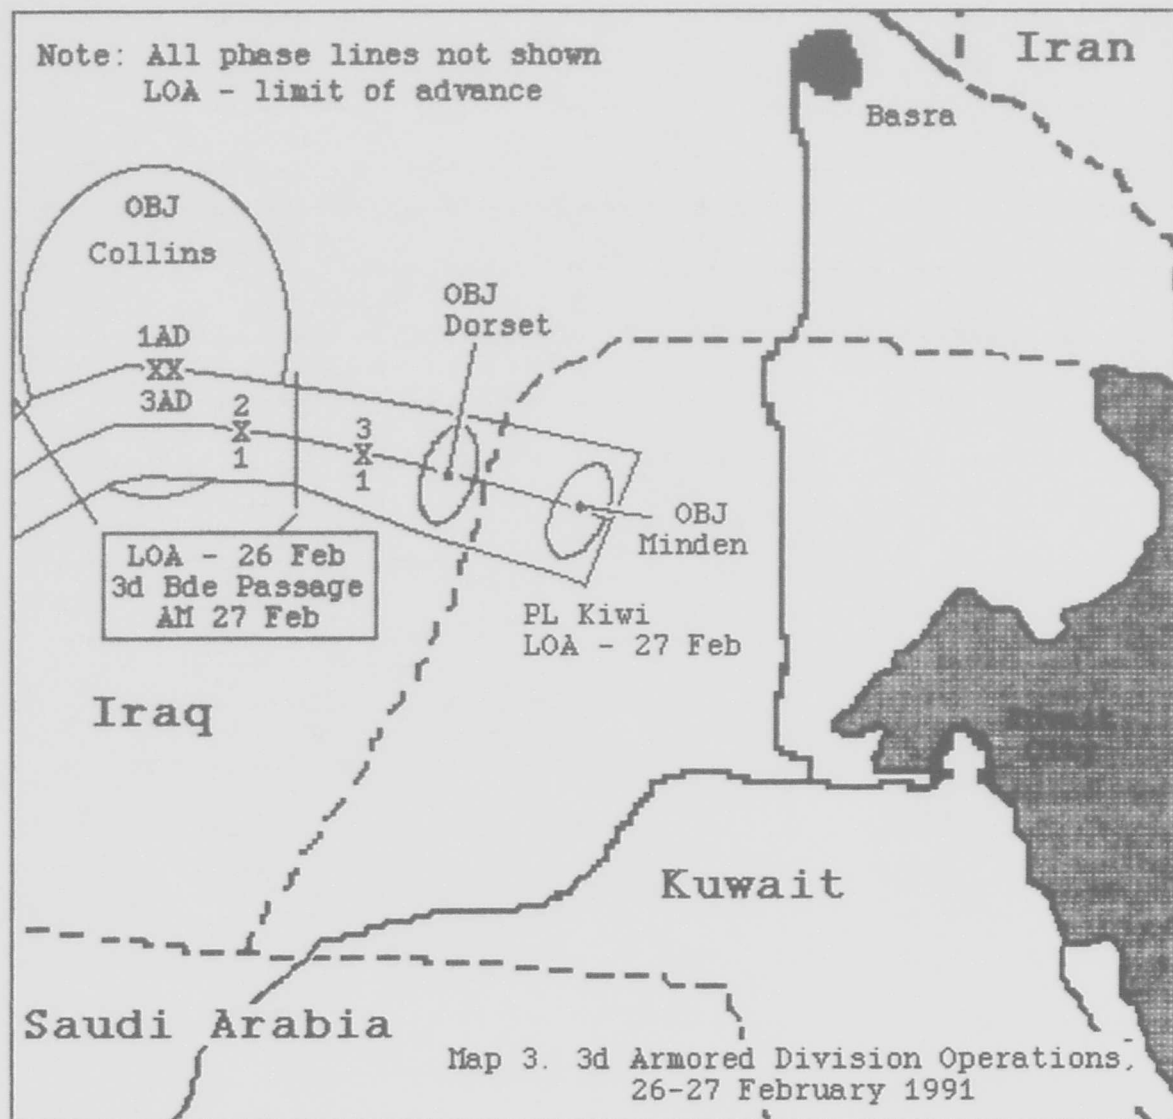 Note: All phase lines not shown
LOA - limit of advance
Iran
Basra
OBJ
Collins
OBJ
Dorset
1AD
XX
3AD
2
X
1
3
X
1
OBJ
Minden
LOA - 26 Feb
3d Bde Passage
AM 27 Feb
PL Kiwi
LOA - 27 Feb
Iraq
Kuwait
City
Kuwait
Saudi Arabia
Map 3. 3d Armored Division Operations,
26-27 February 1991